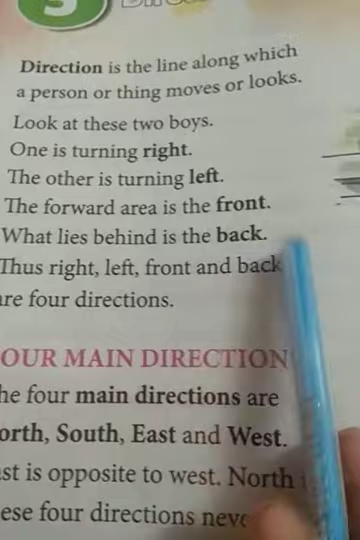 5
Direction is the line along which
a person or thing moves or looks.
Look at these two boys.
One is turning right.
The other is turning left.
The forward area is the front.
What lies behind is the back.
Thus right, left, front and back
are four directions.
OUR MAIN DIRECTION
he four main directions are
orth, South, East and West.
st is opposite to west. North
ese four directions neve